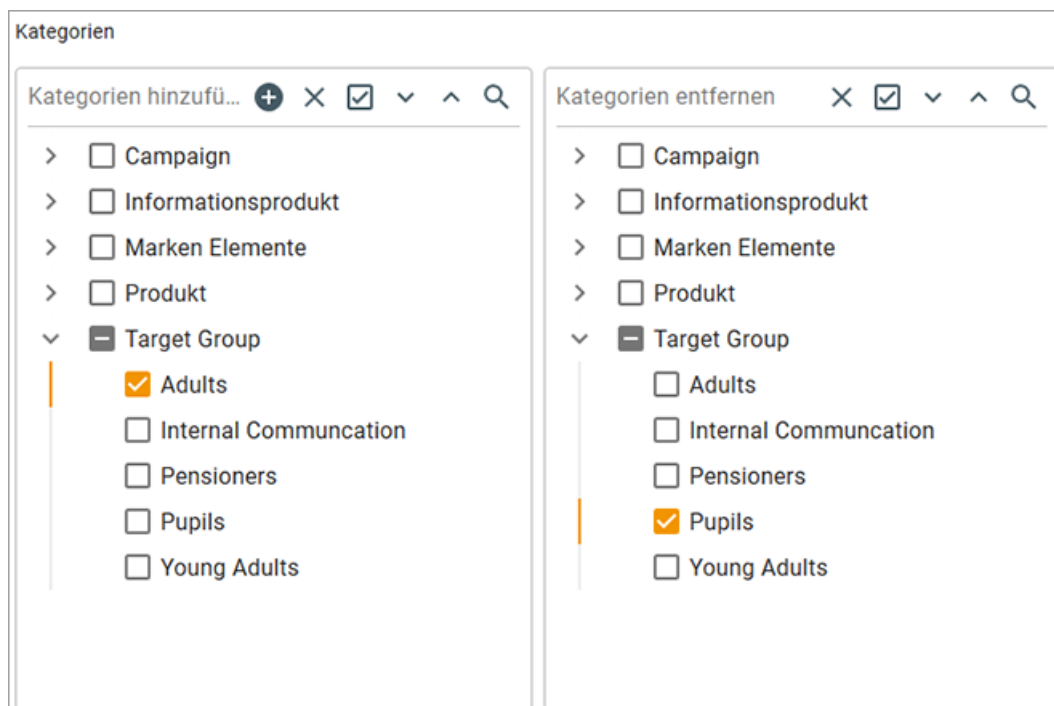 Kategorien
Kategorien hinzufü...
Campaign
Informationsprodukt
Marken Elemente
Produkt
Target Group
Adults
Internal Communcation
Pensioners
Pupils
Young Adults
Kategorien entfernen
Campaign
Informationsprodukt
Marken Elemente
Produkt
Target Group
Adults
Internal Communcation
Pensioners
Pupils
Young Adults